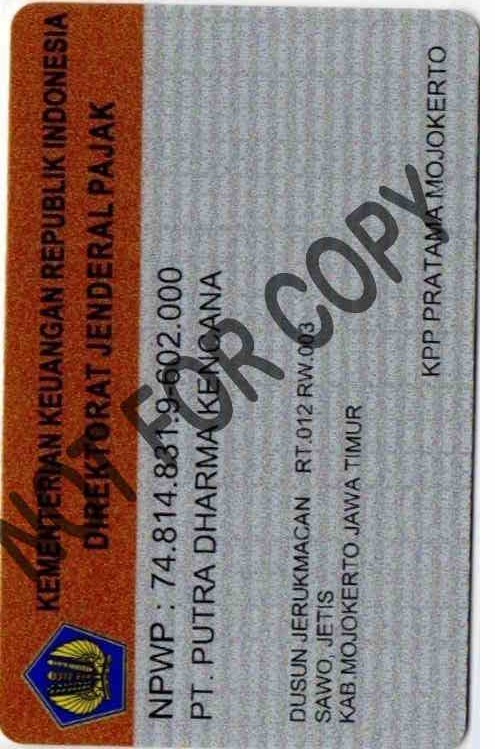 KEMENTERIAN KEUANGAN REPUBLIK INDONESIA
DIREKTORAT JENDERAL PAJAK
NPWP : 74.814.831.9-602.000
PT. PUTRA DHARMA KENCANA
DUSUN JERUKMACAN RT.012 RW.003
SAWO, JETIS
KAB.MOJOKERTO JAWA TIMUR
KPP PRATAMA MOJOKERTO
NOT FOR COPY